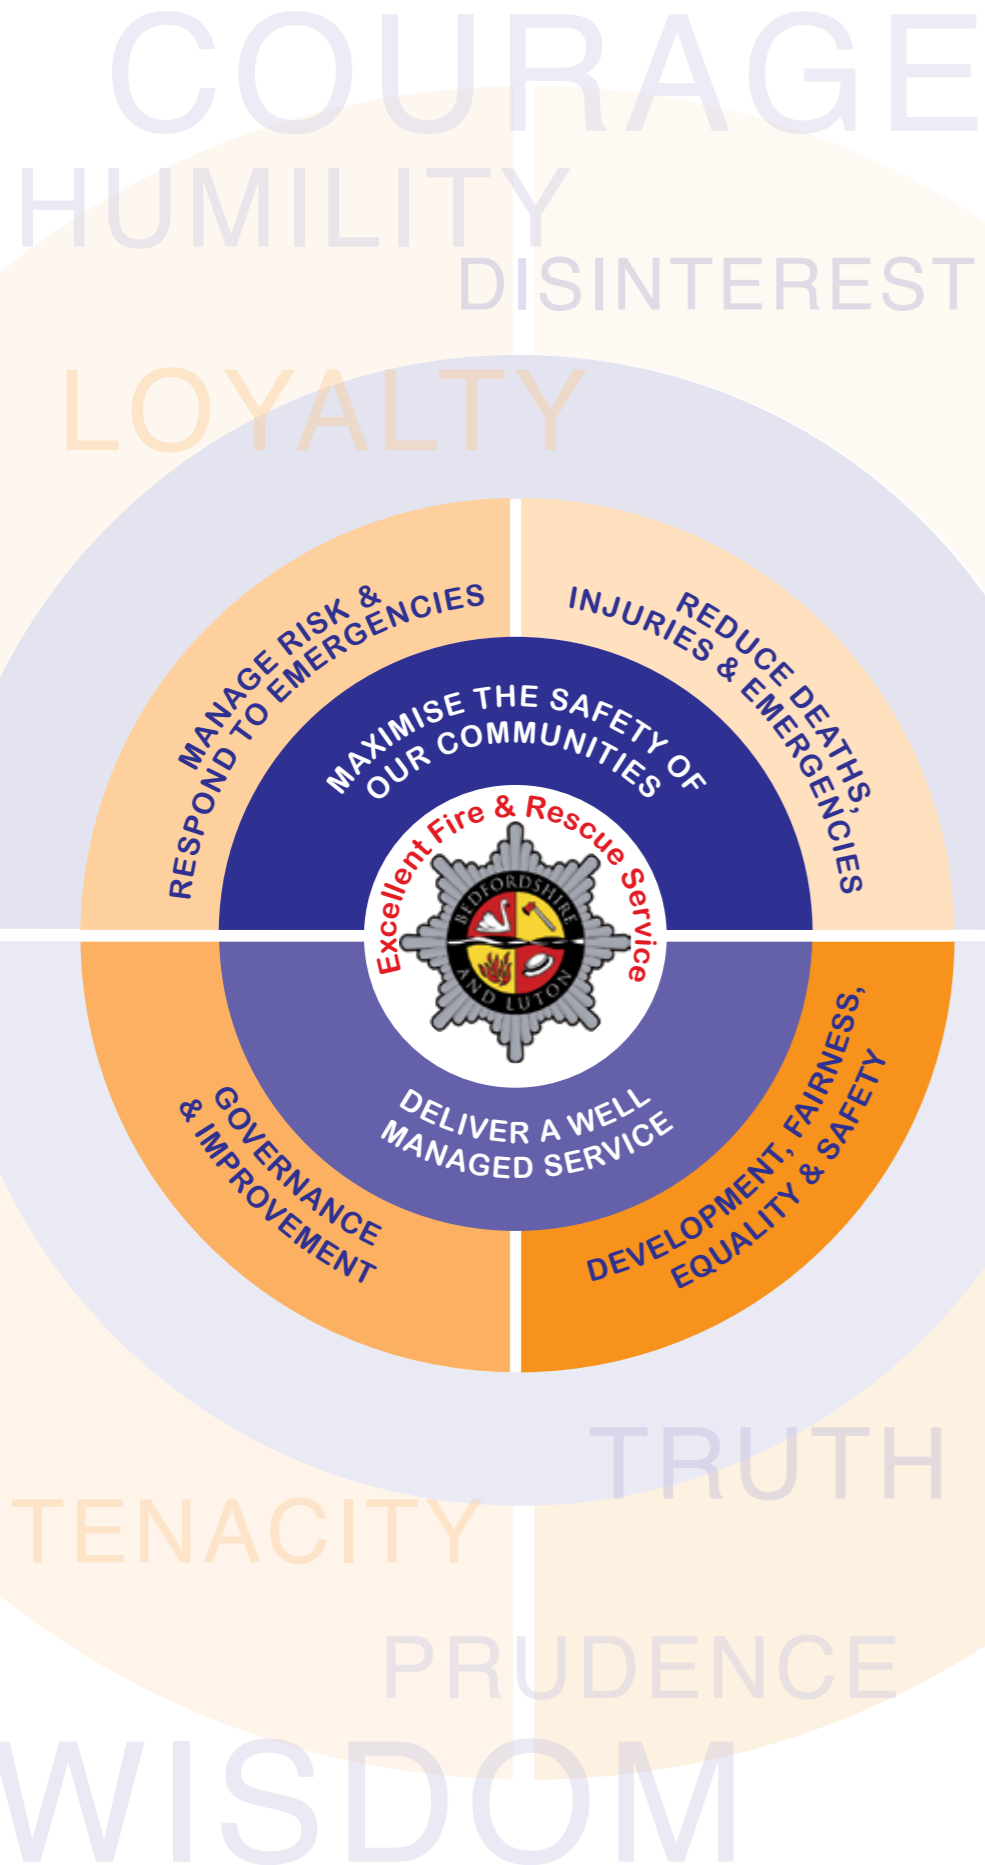 COURAGE
HUMILITY
DISINTEREST
LOYALTY
MANAGE RISK &
RESPOND TO EMERGENCIES
REDUCE DEATHS,
INJURIES & EMERGENCIES
MAXIMISE THE SAFETY OF
OUR COMMUNITIES
Excellent Fire & Rescue Service
BEDFORDSHIRE
AND LUTON
DELIVER A WELL
MANAGED SERVICE
GOVERNANCE
& IMPROVEMENT
DEVELOPMENT, FAIRNESS,
EQUALITY & SAFETY
TRUTH
TENACITY
PRUDENCE
WISDOM